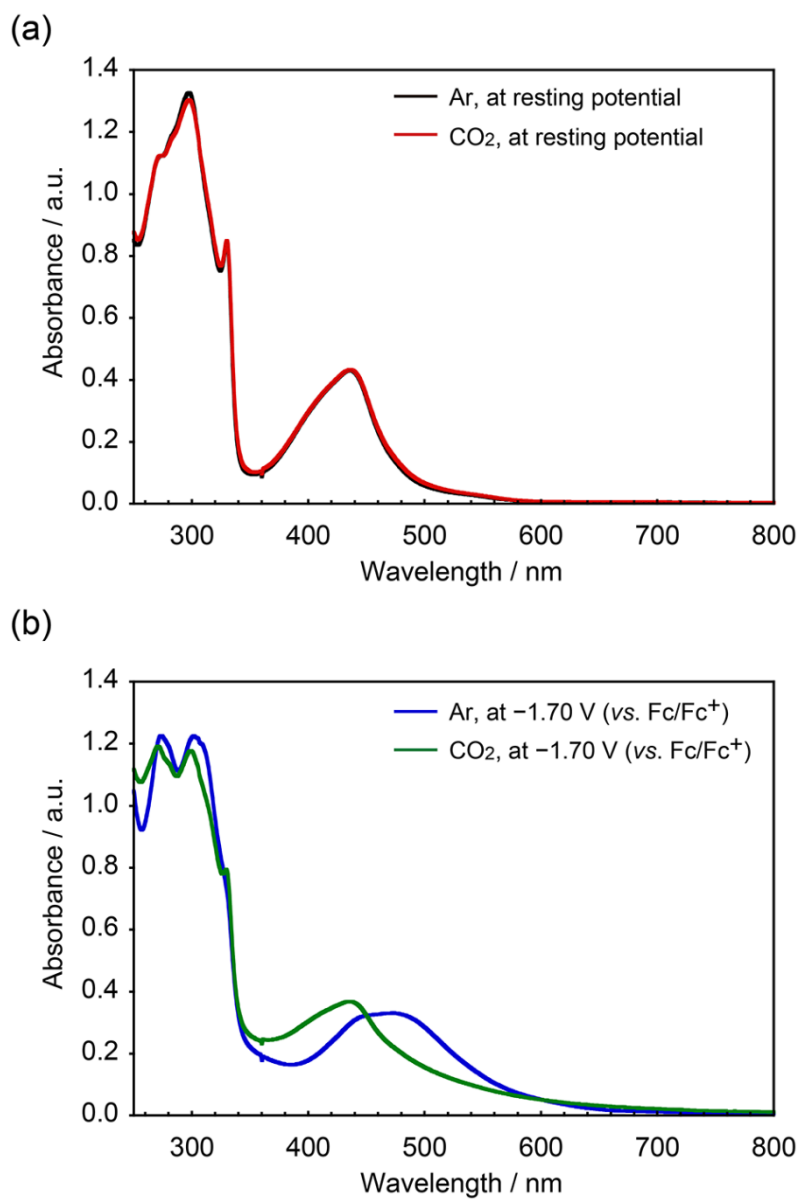 (a)
1.4
1.2
1.0
0.8
0.6
0.4
0.2
0.0
Absorbance / a.u.
Ar, at resting potential
CO2, at resting potential
300 400 500 600 700 800
Wavelength / nm
(b)
1.4
1.2
1.0
0.8
0.6
0.4
0.2
0.0
Absorbance / a.u.
Ar, at −1.70 V (vs. Fc/Fc⁺)
CO2, at −1.70 V (vs. Fc/Fc⁺)
300 400 500 600 700 800
Wavelength / nm